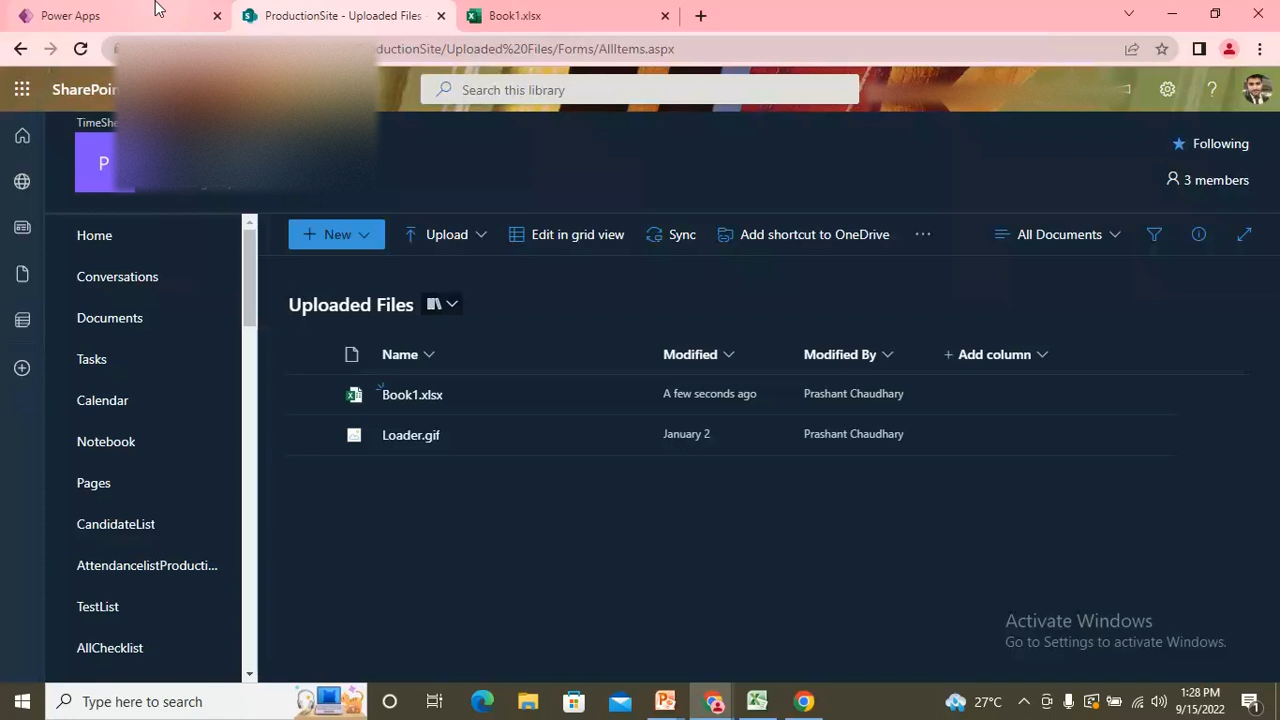 Power Apps
ProductionSite - Uploaded Files -
Book1.xlsx
ductionSite/Uploaded%20Files/Forms/AllItems.aspx
SharePoin
Search this library
TimeShe
P
Following
3 members
Home
Conversations
Documents
Tasks
Calendar
Notebook
Pages
CandidateList
AttendancelistProducti...
TestList
AllChecklist
New
Upload
Edit in grid view
Sync
Add shortcut to OneDrive
All Documents
Uploaded Files
Name Modified Modified By Add column
Book1.xlsx A few seconds ago Prashant Chaudhary
Loader.gif January 2 Prashant Chaudhary
Activate Windows
Go to Settings to activate Windows.
Type here to search
27°C
1:28 PM
9/15/2022
1